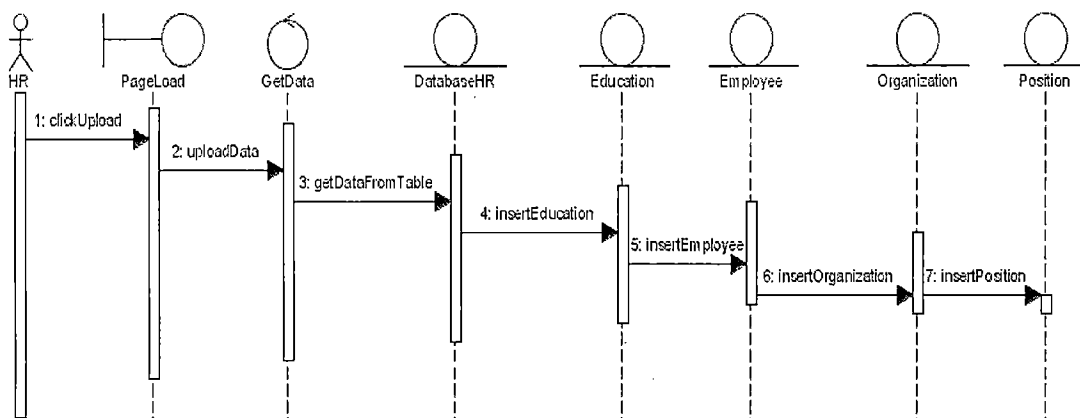 HR
PageLoad
GetData
DatabaseHR
Education
Employee
Organization
Position
1: clickUpload
2: uploadData
3: getDataFromTable
4: insertEducation
5: insertEmployee
6: insertOrganization
7: insertPosition